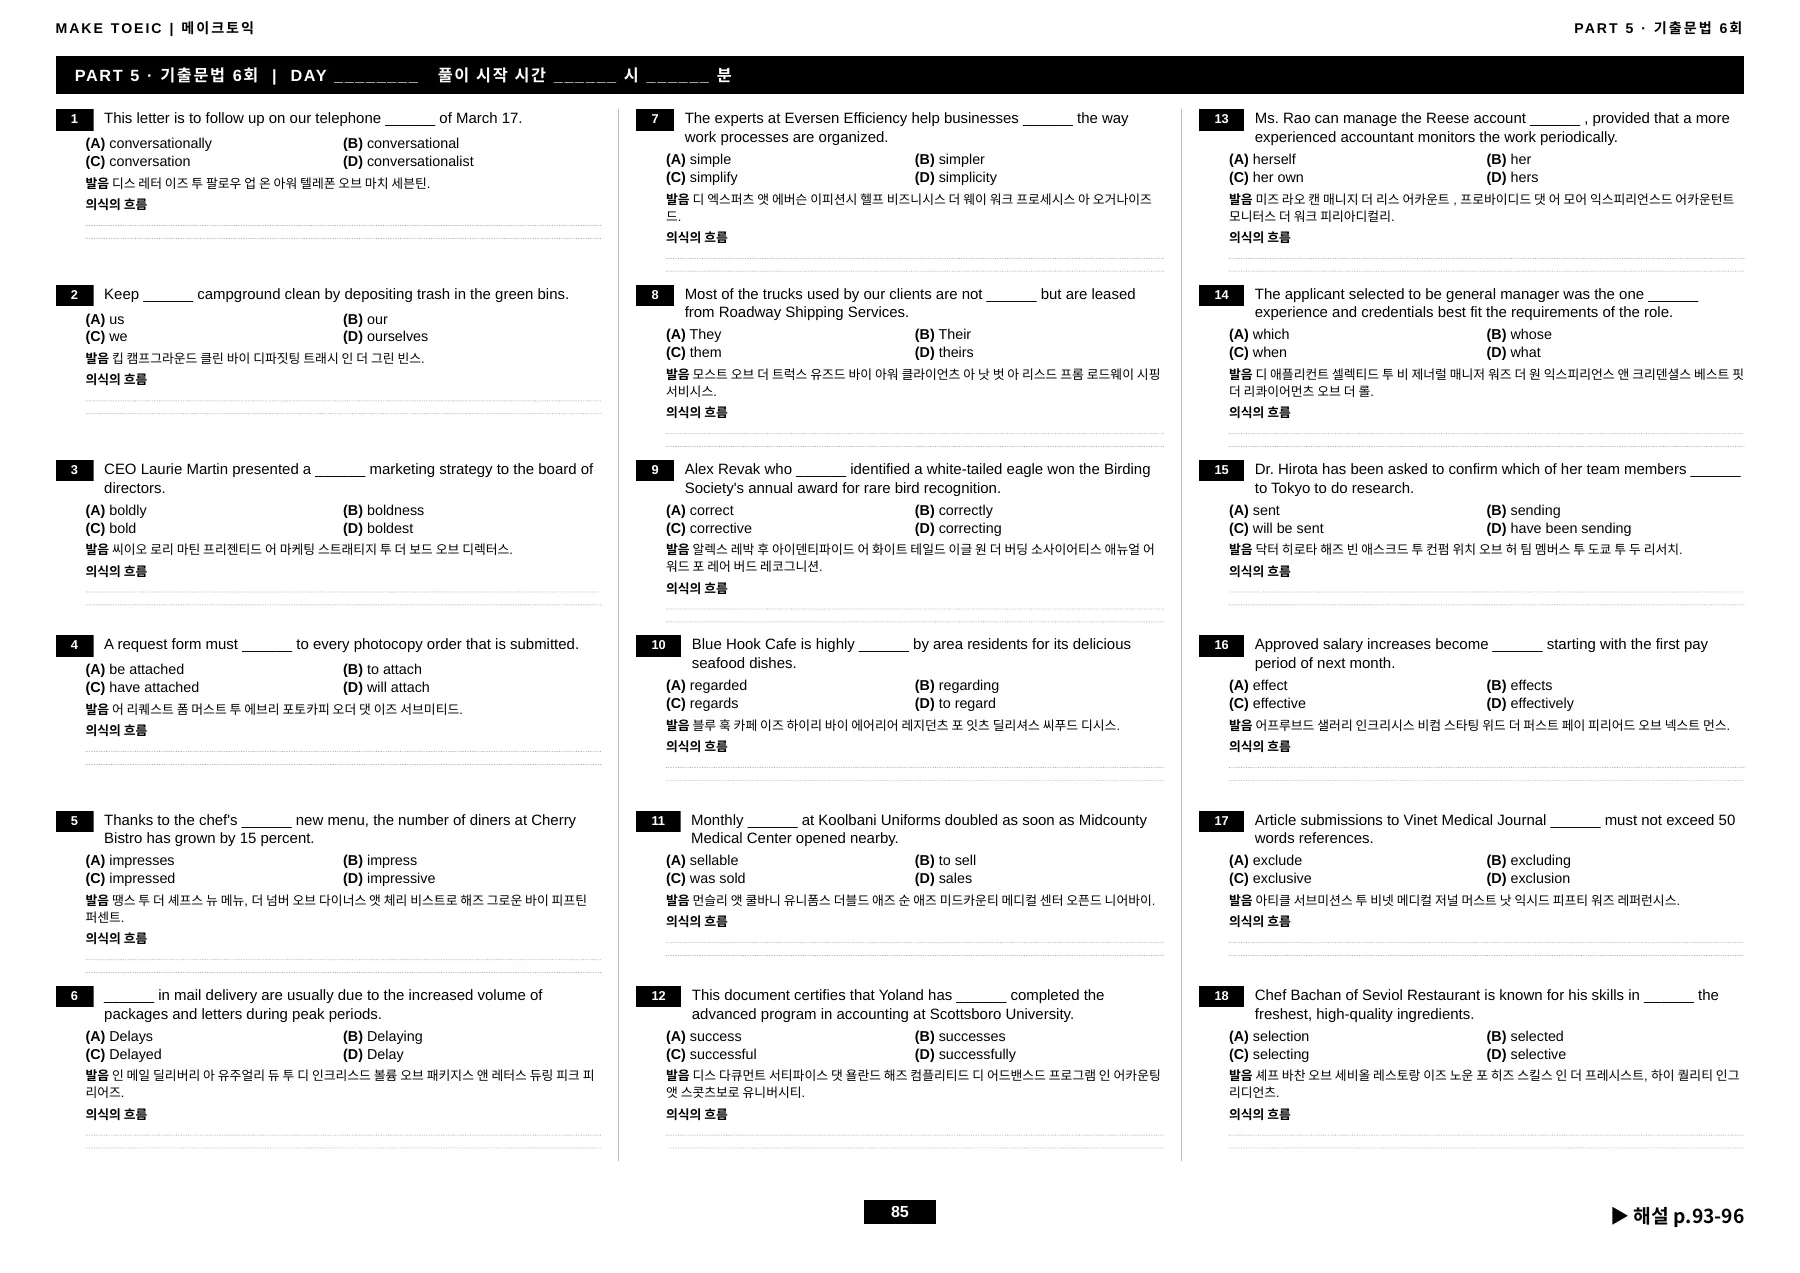 MAKE TOEIC | 메이크토익
PART 5 · 기출문법 6회
PART 5 · 기출문법 6회 | DAY ________ 풀이 시작 시간 ______ 시 ______ 분
1 This letter is to follow up on our telephone ______ of March 17.
(A) conversationally (B) conversational
(C) conversation (D) conversationalist
발음 디스 레터 이즈 투 팔로우 업 온 아워 텔레폰 오브 마치 세븐틴.
의식의 흐름
2 Keep ______ campground clean by depositing trash in the green bins.
(A) us (B) our
(C) we (D) ourselves
발음 킵 캠프그라운드 클린 바이 디파짓팅 트래시 인 더 그린 빈스.
의식의 흐름
3 CEO Laurie Martin presented a ______ marketing strategy to the board of
directors.
(A) boldly (B) boldness
(C) bold (D) boldest
발음 씨이오 로리 마틴 프리젠티드 어 마케팅 스트래티지 투 더 보드 오브 디렉터스.
의식의 흐름
4 A request form must ______ to every photocopy order that is submitted.
(A) be attached (B) to attach
(C) have attached (D) will attach
발음 어 리퀘스트 폼 머스트 투 에브리 포토카피 오더 댓 이즈 서브미티드.
의식의 흐름
5 Thanks to the chef's ______ new menu, the number of diners at Cherry
Bistro has grown by 15 percent.
(A) impresses (B) impress
(C) impressed (D) impressive
발음 땡스 투 더 셰프스 뉴 메뉴, 더 넘버 오브 다이너스 앳 체리 비스트로 해즈 그로운 바이 피프틴
퍼센트.
의식의 흐름
6 ______ in mail delivery are usually due to the increased volume of
packages and letters during peak periods.
(A) Delays (B) Delaying
(C) Delayed (D) Delay
발음 인 메일 딜리버리 아 유주얼리 듀 투 디 인크리스드 볼륨 오브 패키지스 앤 레터스 듀링 피크 피
리어즈.
의식의 흐름
7 The experts at Eversen Efficiency help businesses ______ the way
work processes are organized.
(A) simple (B) simpler
(C) simplify (D) simplicity
발음 디 엑스퍼츠 앳 에버슨 이피션시 헬프 비즈니시스 더 웨이 워크 프로세시스 아 오거나이즈
드.
의식의 흐름
8 Most of the trucks used by our clients are not ______ but are leased
from Roadway Shipping Services.
(A) They (B) Their
(C) them (D) theirs
발음 모스트 오브 더 트럭스 유즈드 바이 아워 클라이언츠 아 낫 벗 아 리스드 프롬 로드웨이 시핑
서비시스.
의식의 흐름
9 Alex Revak who ______ identified a white-tailed eagle won the Birding
Society's annual award for rare bird recognition.
(A) correct (B) correctly
(C) corrective (D) correcting
발음 알렉스 레박 후 아이덴티파이드 어 화이트 테일드 이글 원 더 버딩 소사이어티스 애뉴얼 어
워드 포 레어 버드 레코그니션.
의식의 흐름
10 Blue Hook Cafe is highly ______ by area residents for its delicious
seafood dishes.
(A) regarded (B) regarding
(C) regards (D) to regard
발음 블루 훅 카페 이즈 하이리 바이 에어리어 레지던츠 포 잇츠 딜리셔스 씨푸드 디시스.
의식의 흐름
11 Monthly ______ at Koolbani Uniforms doubled as soon as Midcounty
Medical Center opened nearby.
(A) sellable (B) to sell
(C) was sold (D) sales
발음 먼슬리 앳 쿨바니 유니폼스 더블드 애즈 순 애즈 미드카운티 메디컬 센터 오픈드 니어바이.
의식의 흐름
12 This document certifies that Yoland has ______ completed the
advanced program in accounting at Scottsboro University.
(A) success (B) successes
(C) successful (D) successfully
발음 디스 다큐먼트 서티파이스 댓 욜란드 해즈 컴플리티드 디 어드밴스드 프로그램 인 어카운팅
앳 스콧츠보로 유니버시티.
의식의 흐름
13 Ms. Rao can manage the Reese account ______ , provided that a more
experienced accountant monitors the work periodically.
(A) herself (B) her
(C) her own (D) hers
발음 미즈 라오 캔 매니지 더 리스 어카운트 , 프로바이디드 댓 어 모어 익스피리언스드 어카운턴트
모니터스 더 워크 피리아디컬리.
의식의 흐름
14 The applicant selected to be general manager was the one ______
experience and credentials best fit the requirements of the role.
(A) which (B) whose
(C) when (D) what
발음 디 애플리컨트 셀렉티드 투 비 제너럴 매니저 워즈 더 원 익스피리언스 앤 크리덴셜스 베스트 핏
더 리콰이어먼츠 오브 더 롤.
의식의 흐름
15 Dr. Hirota has been asked to confirm which of her team members ______
to Tokyo to do research.
(A) sent (B) sending
(C) will be sent (D) have been sending
발음 닥터 히로타 해즈 빈 애스크드 투 컨펌 위치 오브 허 팀 멤버스 투 도쿄 투 두 리서치.
의식의 흐름
16 Approved salary increases become ______ starting with the first pay
period of next month.
(A) effect (B) effects
(C) effective (D) effectively
발음 어프루브드 샐러리 인크리시스 비컴 스타팅 위드 더 퍼스트 페이 피리어드 오브 넥스트 먼스.
의식의 흐름
17 Article submissions to Vinet Medical Journal ______ must not exceed 50
words references.
(A) exclude (B) excluding
(C) exclusive (D) exclusion
발음 아티클 서브미션스 투 비넷 메디컬 저널 머스트 낫 익시드 피프티 워즈 레퍼런시스.
의식의 흐름
18 Chef Bachan of Seviol Restaurant is known for his skills in ______ the
freshest, high-quality ingredients.
(A) selection (B) selected
(C) selecting (D) selective
발음 셰프 바찬 오브 세비올 레스토랑 이즈 노운 포 히즈 스킬스 인 더 프레시스트, 하이 퀄리티 인그
리디언츠.
의식의 흐름
85
▶ 해설 p.93-96